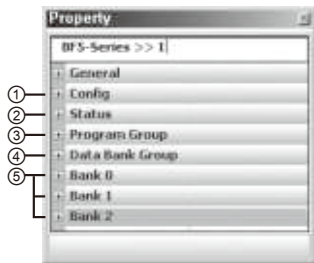 Property
BFS-Series >> 1
General
① Config
② Status
③ Program Group
④ Data Bank Group
⑤ Bank 0
Bank 1
Bank 2